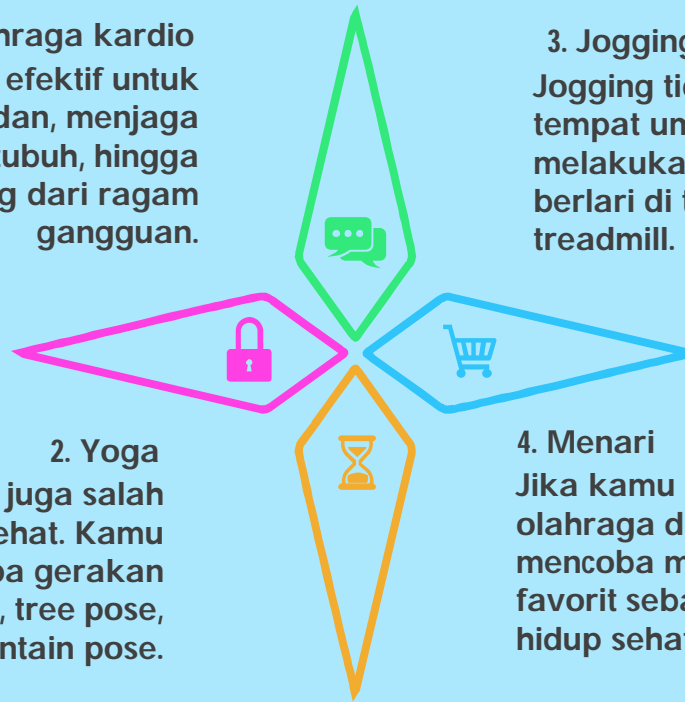 hraga kardio
efektif untuk
dan, menjaga
tubuh, hingga
g dari ragam
gangguan.
2. Yoga
juga salah
ehat. Kamu
ba gerakan
, tree pose,
ntain pose.
3. Jogging
Jogging tid
tempat um
melakuka
berlari di t
treadmill.
4. Menari
Jika kamu
olahraga d
mencoba m
favorit seba
hidup sehat